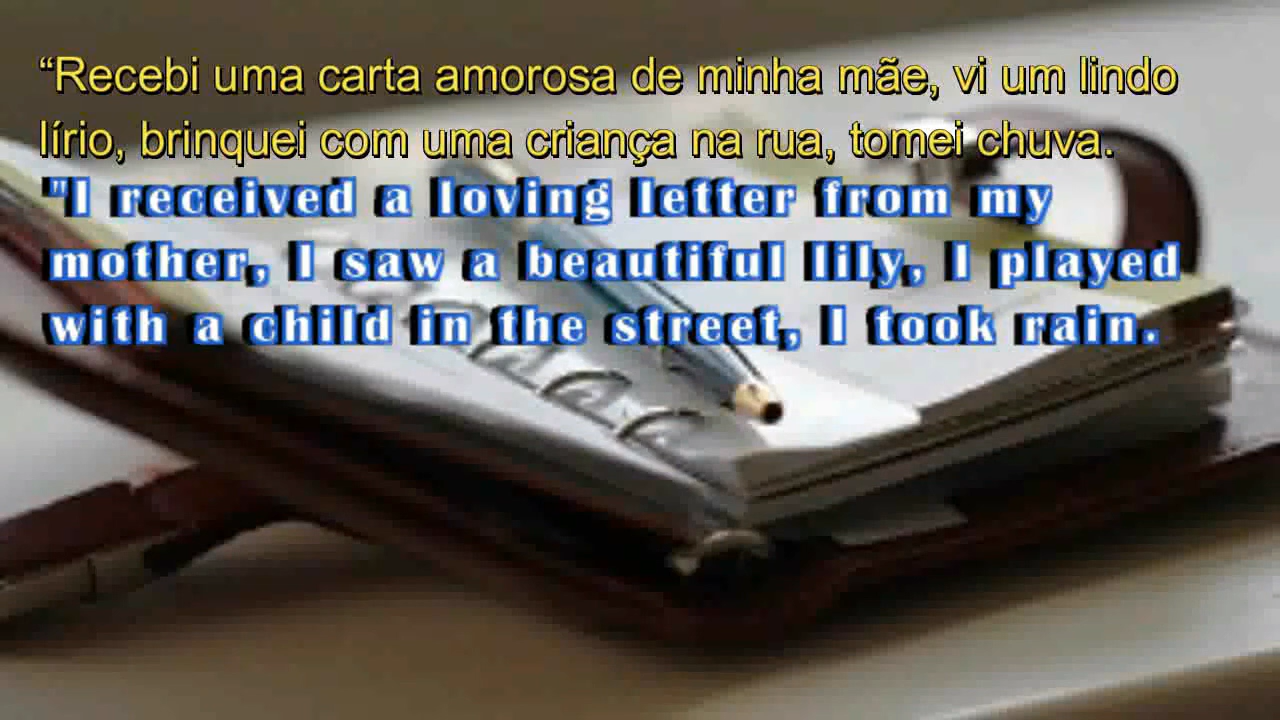 “Recebi uma carta amorosa de minha mãe, vi um lindo
lírio, brinquei com uma criança na rua, tomei chuva.
"I received a loving letter from my
mother, I saw a beautiful lily, I played
with a child in the street, I took rain.